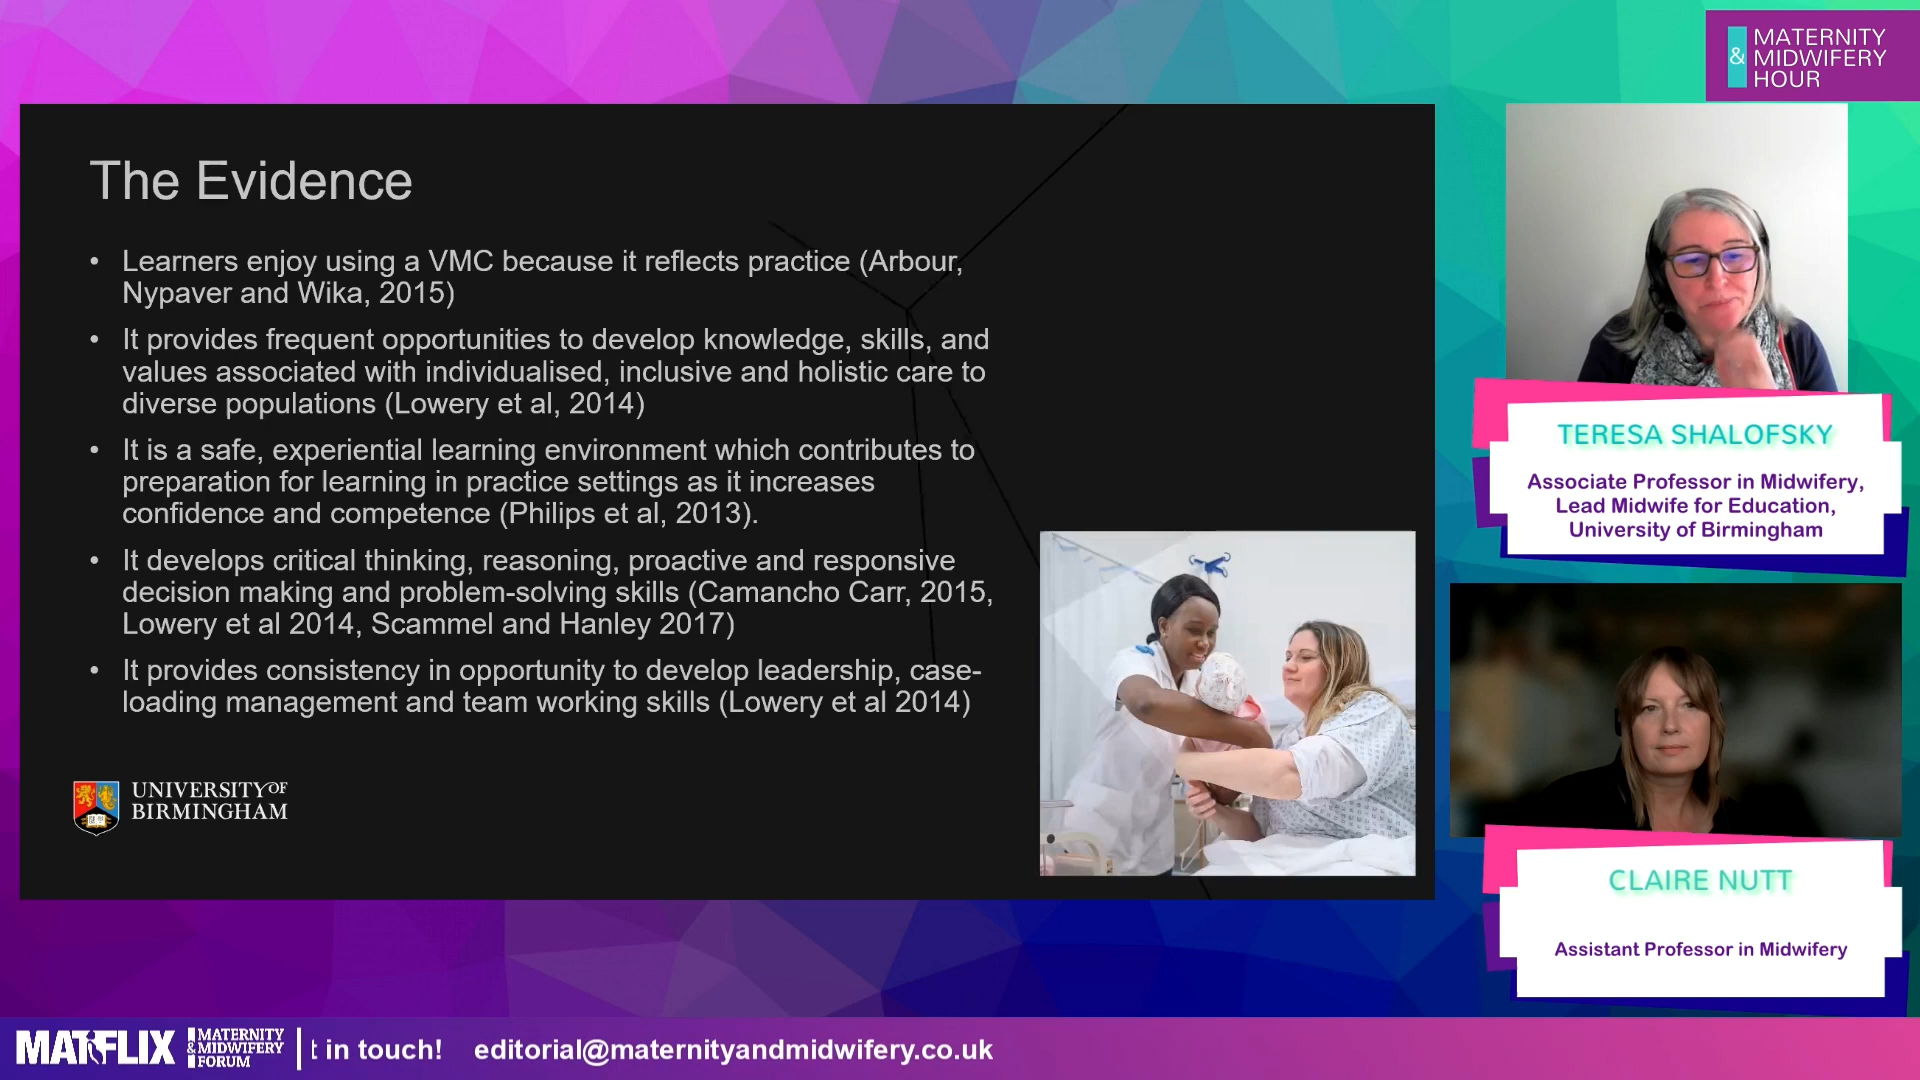 MATERNITY
& MIDWIFERY
HOUR
The Evidence
• Learners enjoy using a VMC because it reflects practice (Arbour,
Nypaver and Wika, 2015)
• It provides frequent opportunities to develop knowledge, skills, and
values associated with individualised, inclusive and holistic care to
diverse populations (Lowery et al, 2014)
• It is a safe, experiential learning environment which contributes to
preparation for learning in practice settings as it increases
confidence and competence (Philips et al, 2013).
• It develops critical thinking, reasoning, proactive and responsive
decision making and problem-solving skills (Camancho Carr, 2015,
Lowery et al 2014, Scammel and Hanley 2017)
• It provides consistency in opportunity to develop leadership, case-
loading management and team working skills (Lowery et al 2014)
UNIVERSITY OF
BIRMINGHAM
TERESA SHALOFSKY
Associate Professor in Midwifery,
Lead Midwife for Education,
University of Birmingham
CLAIRE NUTT
Assistant Professor in Midwifery
MATFLIX
MATERNITY
& MIDWIFERY
FORUM
t in touch! editorial@maternityandmidwifery.co.uk